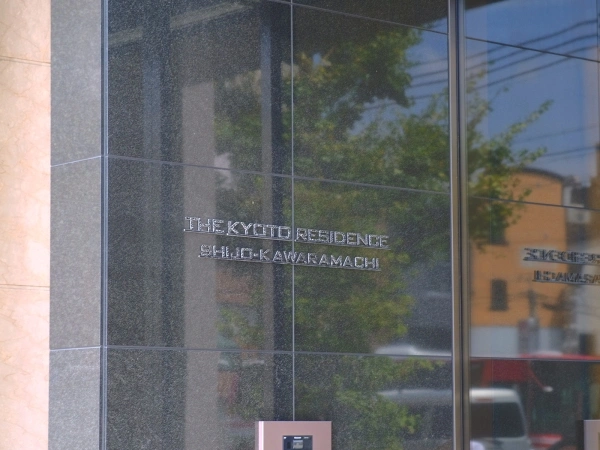 THE KYOTO RESIDENCE
SHIJO-KAWARAMACHI